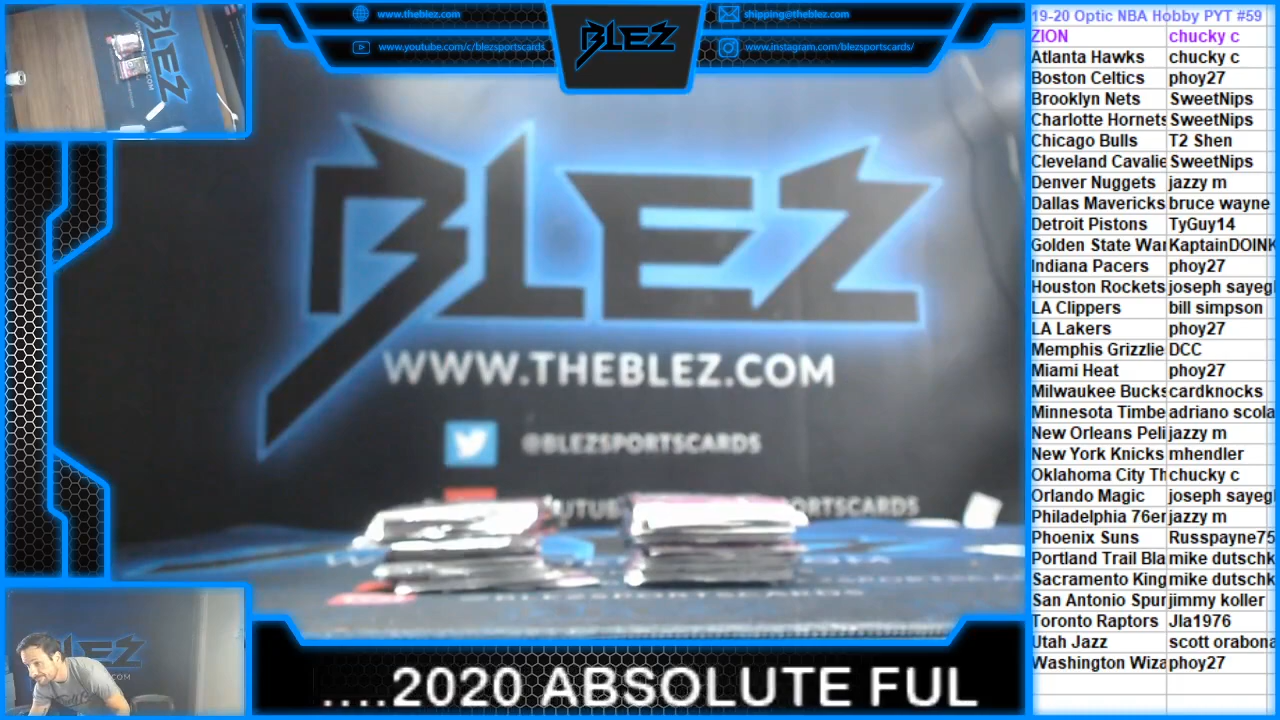 www.theblez.com
shipping@theblez.com
www.youtube.com/c/blezsportscards
www.instagram.com/blezsportscards/
BLEZ
BLEZ
.COM
BLEZ
WWW.THEBLEZ.COM
@BLEZSPORTSCARDS
SPORTSCARDS
BLEZSPORTSCARDS
BLEZ
.COM
....2020 ABSOLUTE FUL
19-20 Optic NBA Hobby PYT #59
ZION chucky c
Atlanta Hawks chucky c
Boston Celtics phoy27
Brooklyn Nets SweetNips
Charlotte Hornets SweetNips
Chicago Bulls T2 Shen
Cleveland Cavalie SweetNips
Denver Nuggets jazzy m
Dallas Mavericks bruce wayne
Detroit Pistons TyGuy14
Golden State War KaptainDOINK
Indiana Pacers phoy27
Houston Rockets joseph sayeg
LA Clippers bill simpson
LA Lakers phoy27
Memphis Grizzlie DCC
Miami Heat phoy27
Milwaukee Bucks cardknocks
Minnesota Timbe adriano scola
New Orleans Peli jazzy m
New York Knicks mhendler
Oklahoma City Th chucky c
Orlando Magic joseph sayeg
Philadelphia 76er jazzy m
Phoenix Suns Russpayne75
Portland Trail Bla mike dutschk
Sacramento King mike dutschk
San Antonio Spur jimmy koller
Toronto Raptors Jla1976
Utah Jazz scott orabona
Washington Wiza phoy27